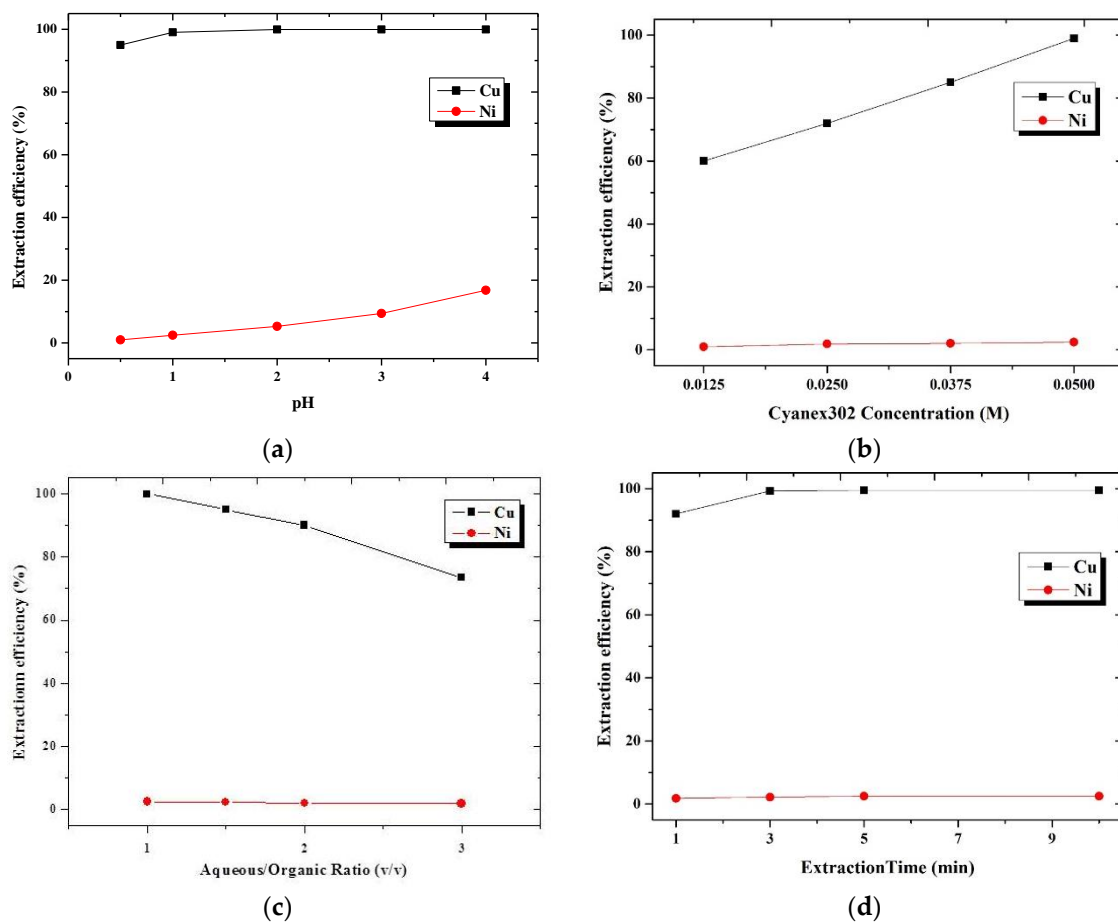 100
80
60
40
20
0
Extraction efficiency (%)
Cu
Ni
0 1 2 3 4
pH
(a)
100
80
60
40
20
0
Extraction efficiency (%)
Cu
Ni
0.0125 0.0250 0.0375 0.0500
Cyanex302 Concentration (M)
(b)
100
80
60
40
20
0
Extractionn efficiency (%)
Cu
Ni
1 2 3
Aqueous/Organic Ratio (v/v)
(c)
100
80
60
40
20
0
Extraction efficiency (%)
Cu
Ni
1 3 5 7 9
ExtractionTime (min)
(d)